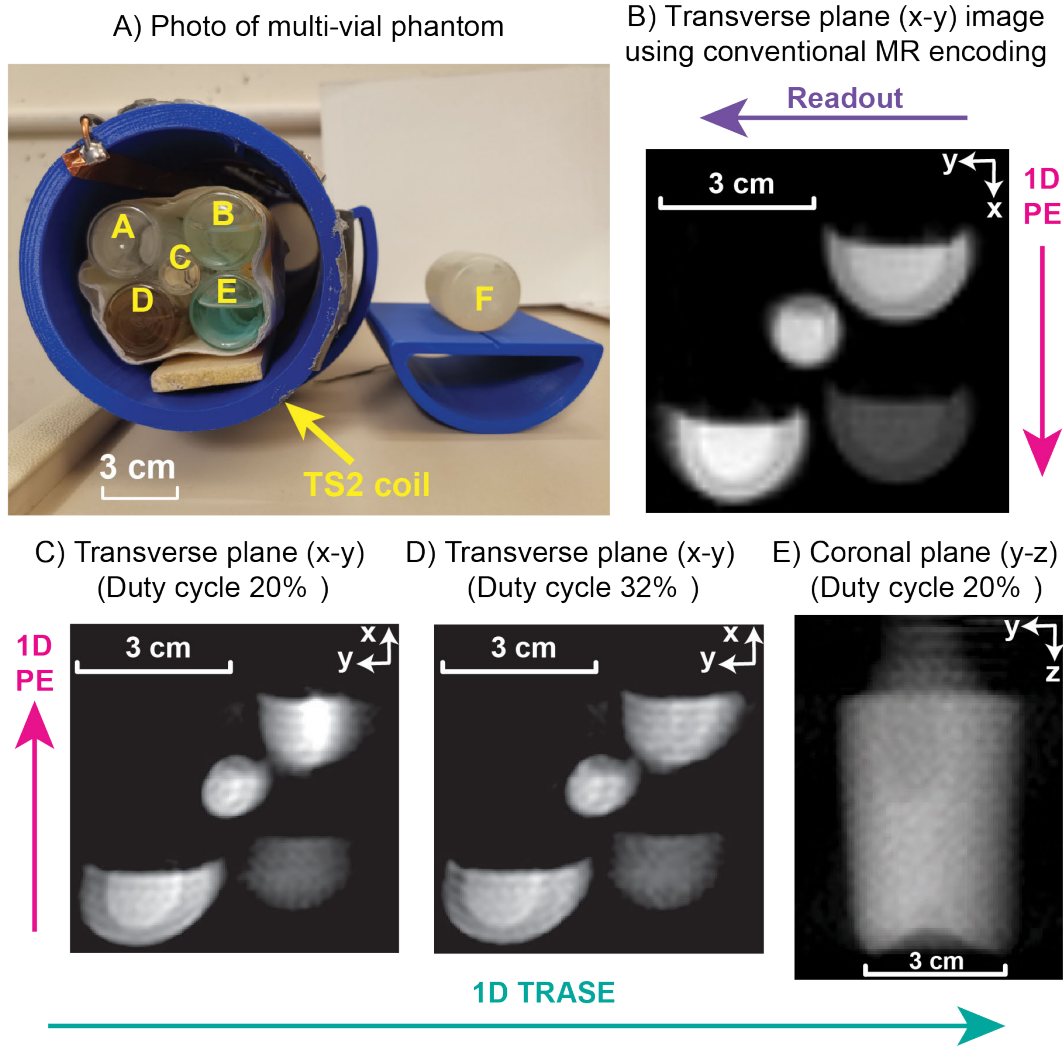 A) Photo of multi-vial phantom
B) Transverse plane (x-y) image
using conventional MR encoding
Readout
A
B
C
D
E
F
3 cm
TS2 coil
3 cm
y
x
1D
PE
C) Transverse plane (x-y)
(Duty cycle 20% )
D) Transverse plane (x-y)
(Duty cycle 32% )
E) Coronal plane (y-z)
(Duty cycle 20% )
1D
PE
3 cm
x
y
3 cm
x
y
y
z
3 cm
1D TRASE